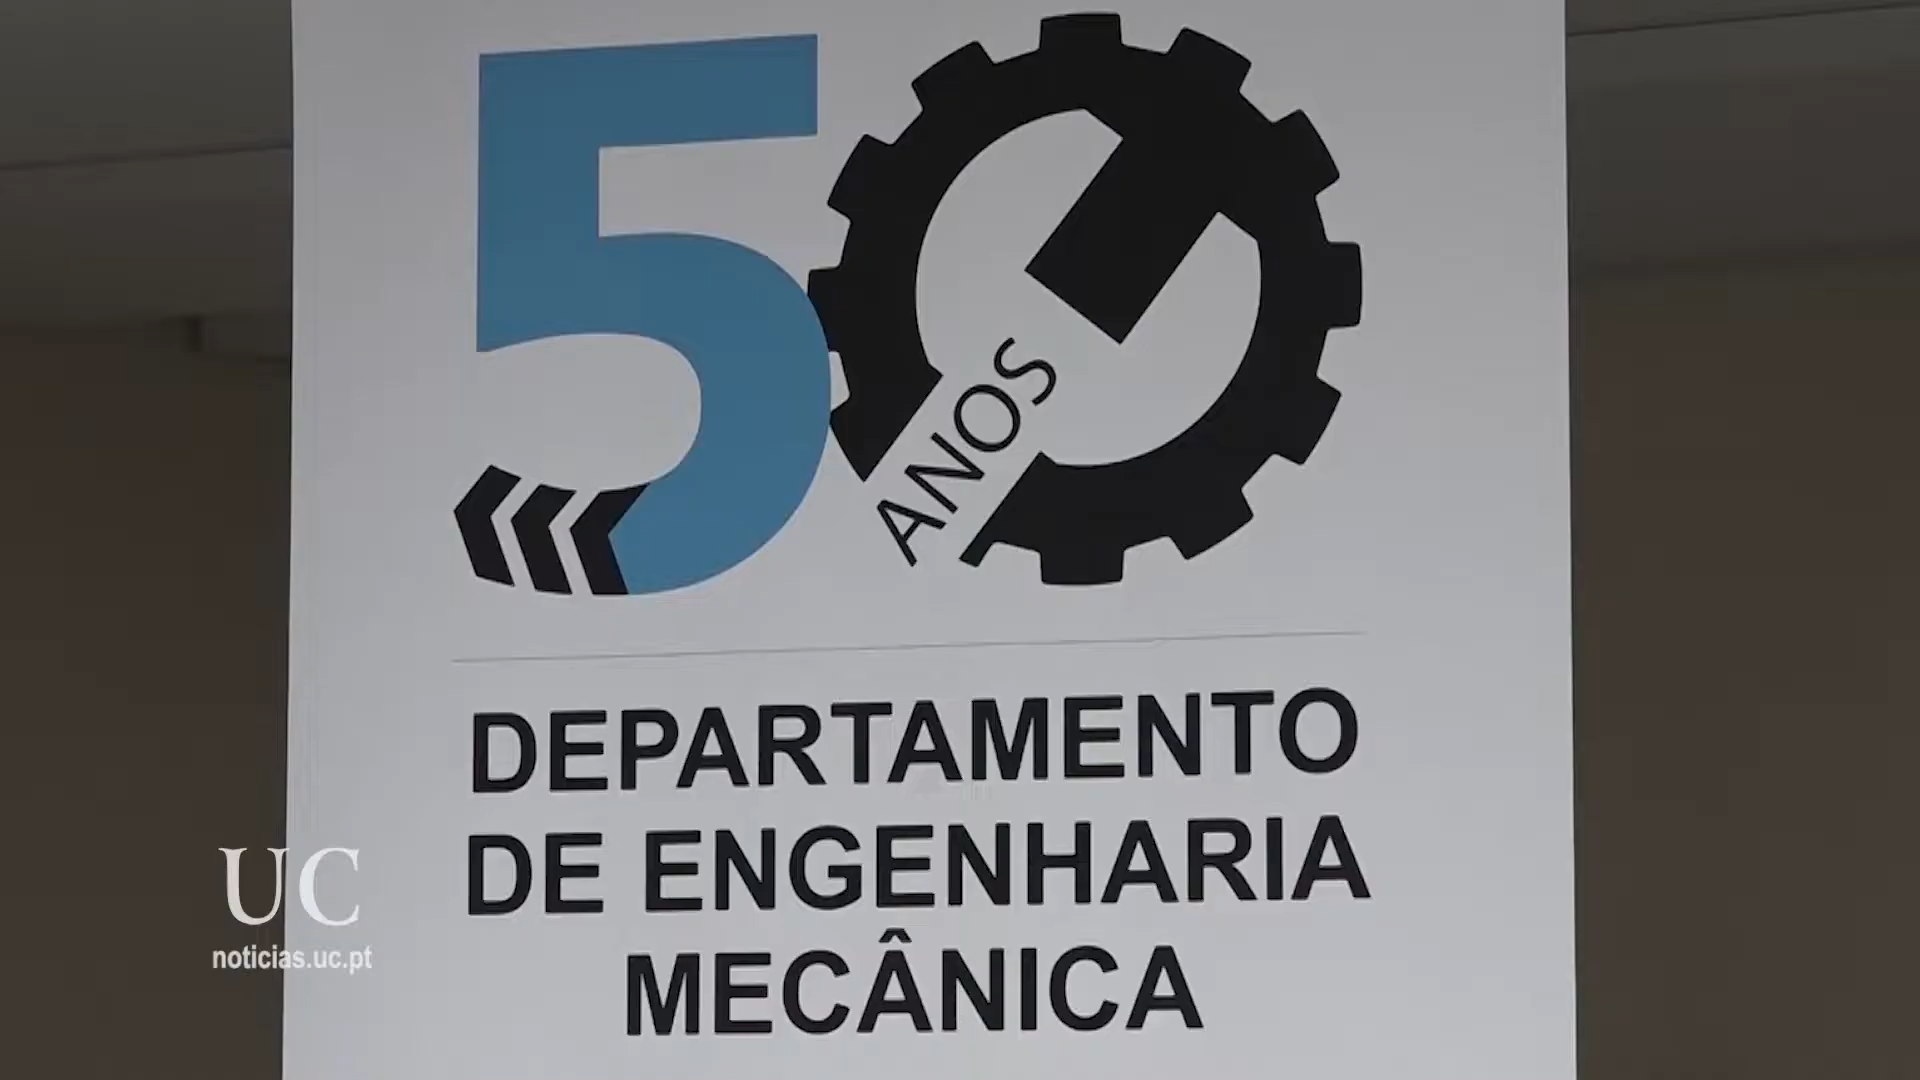 50
ANOS
DEPARTAMENTO
DE ENGENHARIA
MECÂNICA
UC
noticias.uc.pt